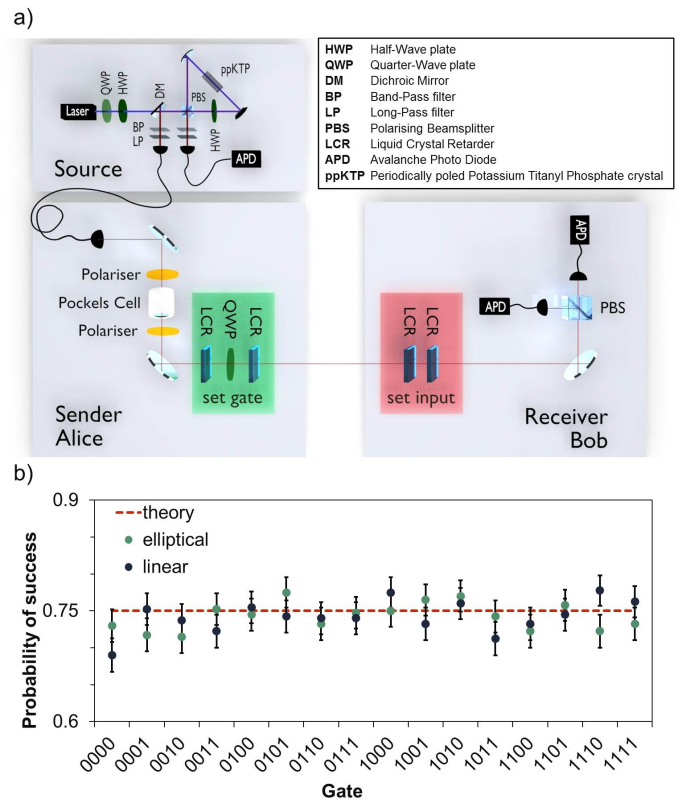 a)
HWP Half-Wave plate
QWP Quarter-Wave plate
DM Dichroic Mirror
BP Band-Pass filter
LP Long-Pass filter
PBS Polarising Beamsplitter
LCR Liquid Crystal Retarder
APD Avalanche Photo Diode
ppKTP Periodically poled Potassium Titanyl Phosphate crystal
ppKTP
QWP
HWP
DM
PBS
Laser
BP
LP
HWP
APD
Source
Polariser
Pockels Cell
Polariser
LCR
QWP
LCR
set gate
Sender
Alice
LCR
LCR
set input
APD
APD
PBS
Receiver
Bob
b)
Probability of success
0.9
0.75
0.6
theory
elliptical
linear
0000
0001
0010
0011
0100
0101
0110
0111
1000
1001
1010
1011
1100
1101
1110
1111
Gate